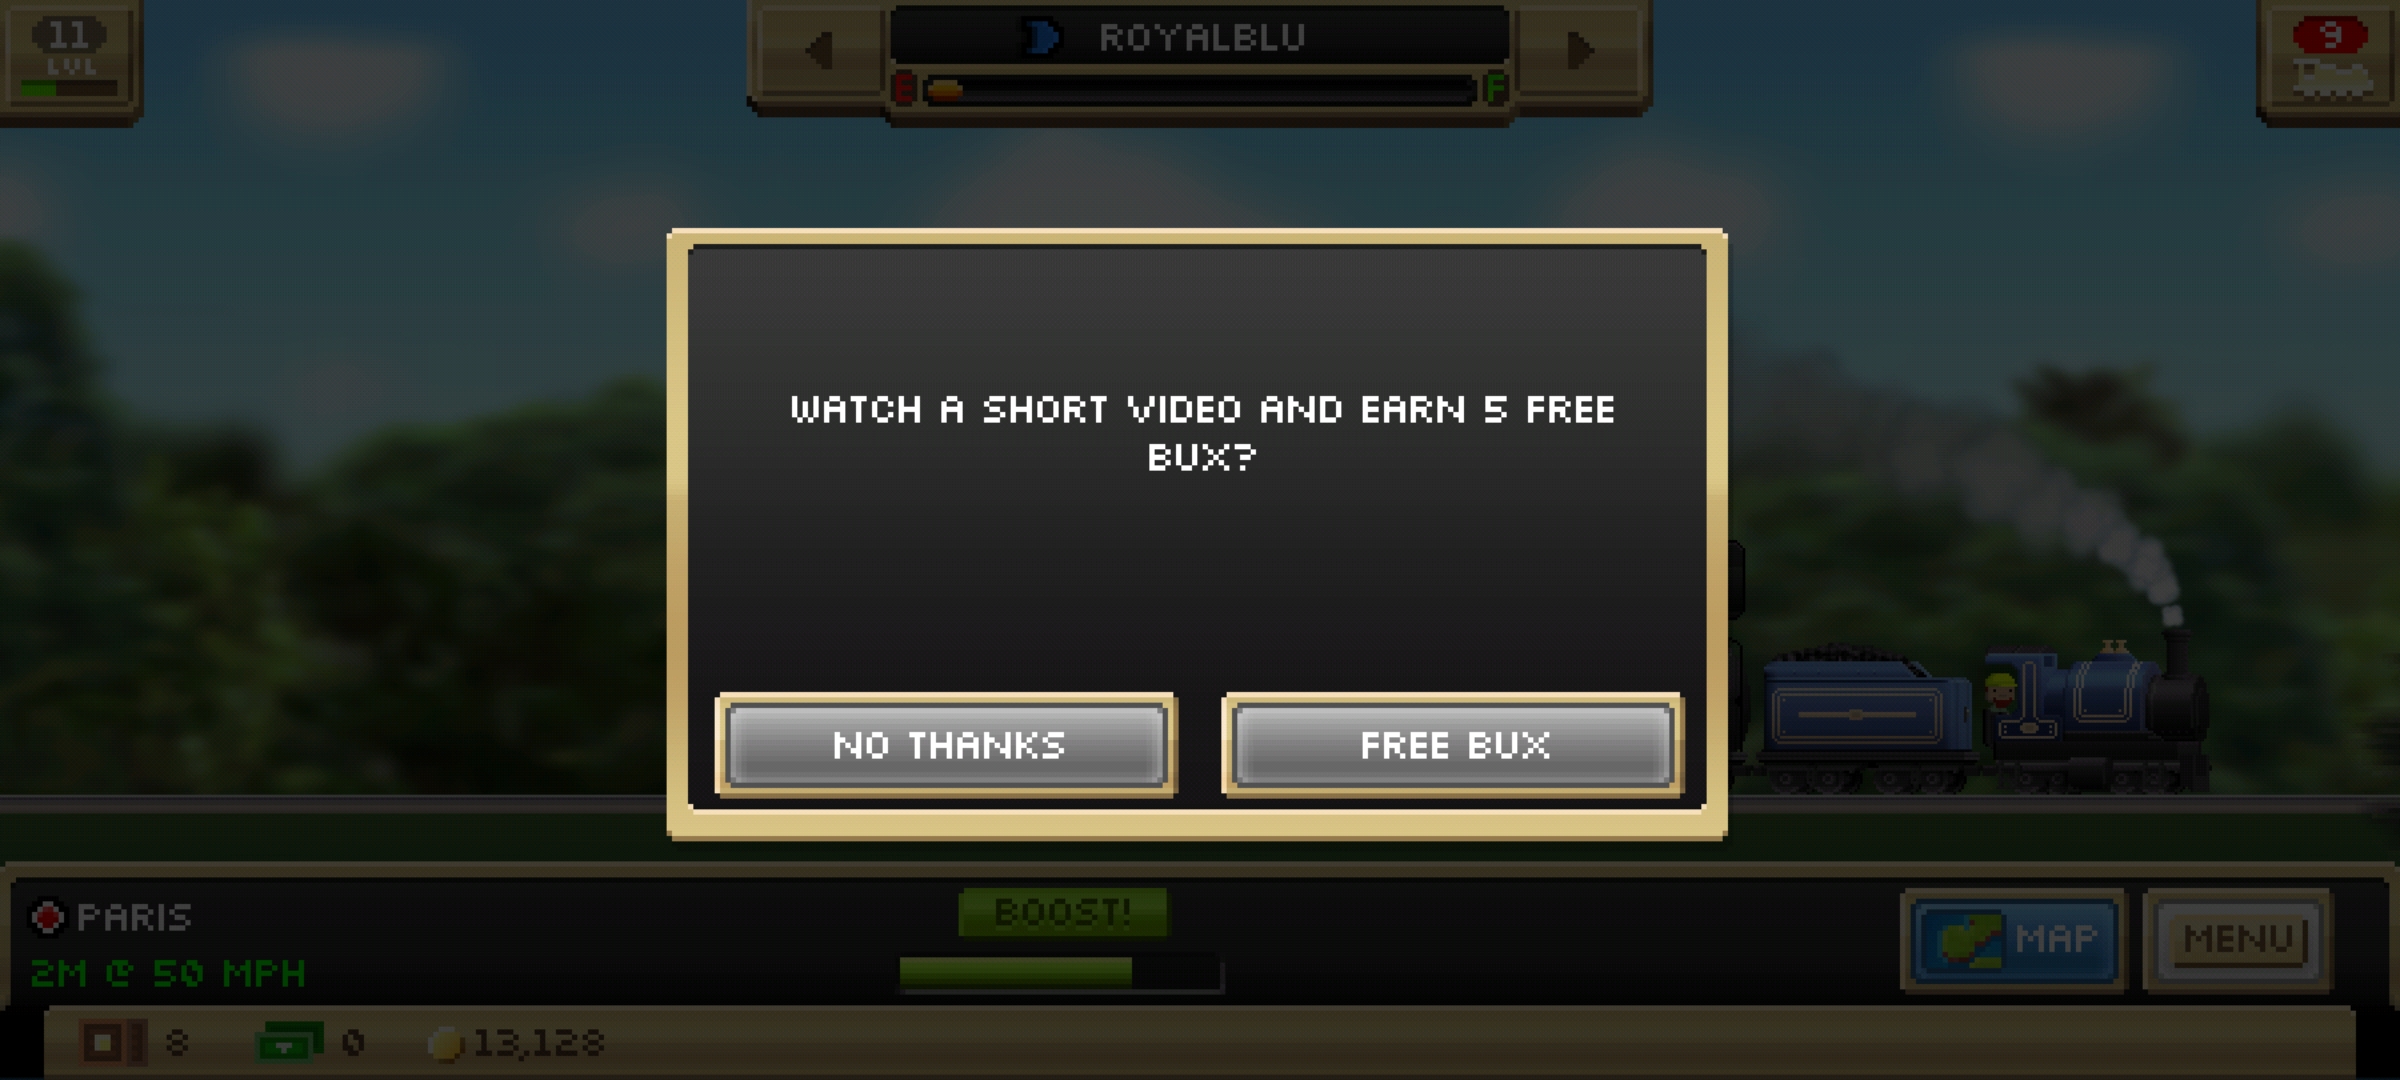 11
LVL
ROYALBLU
E F
9
WATCH A SHORT VIDEO AND EARN 5 FREE
BUX?
NO THANKS
FREE BUX
PARIS
2M @ 50 MPH
BOOST!
MAP
MENU
8
0
13,128